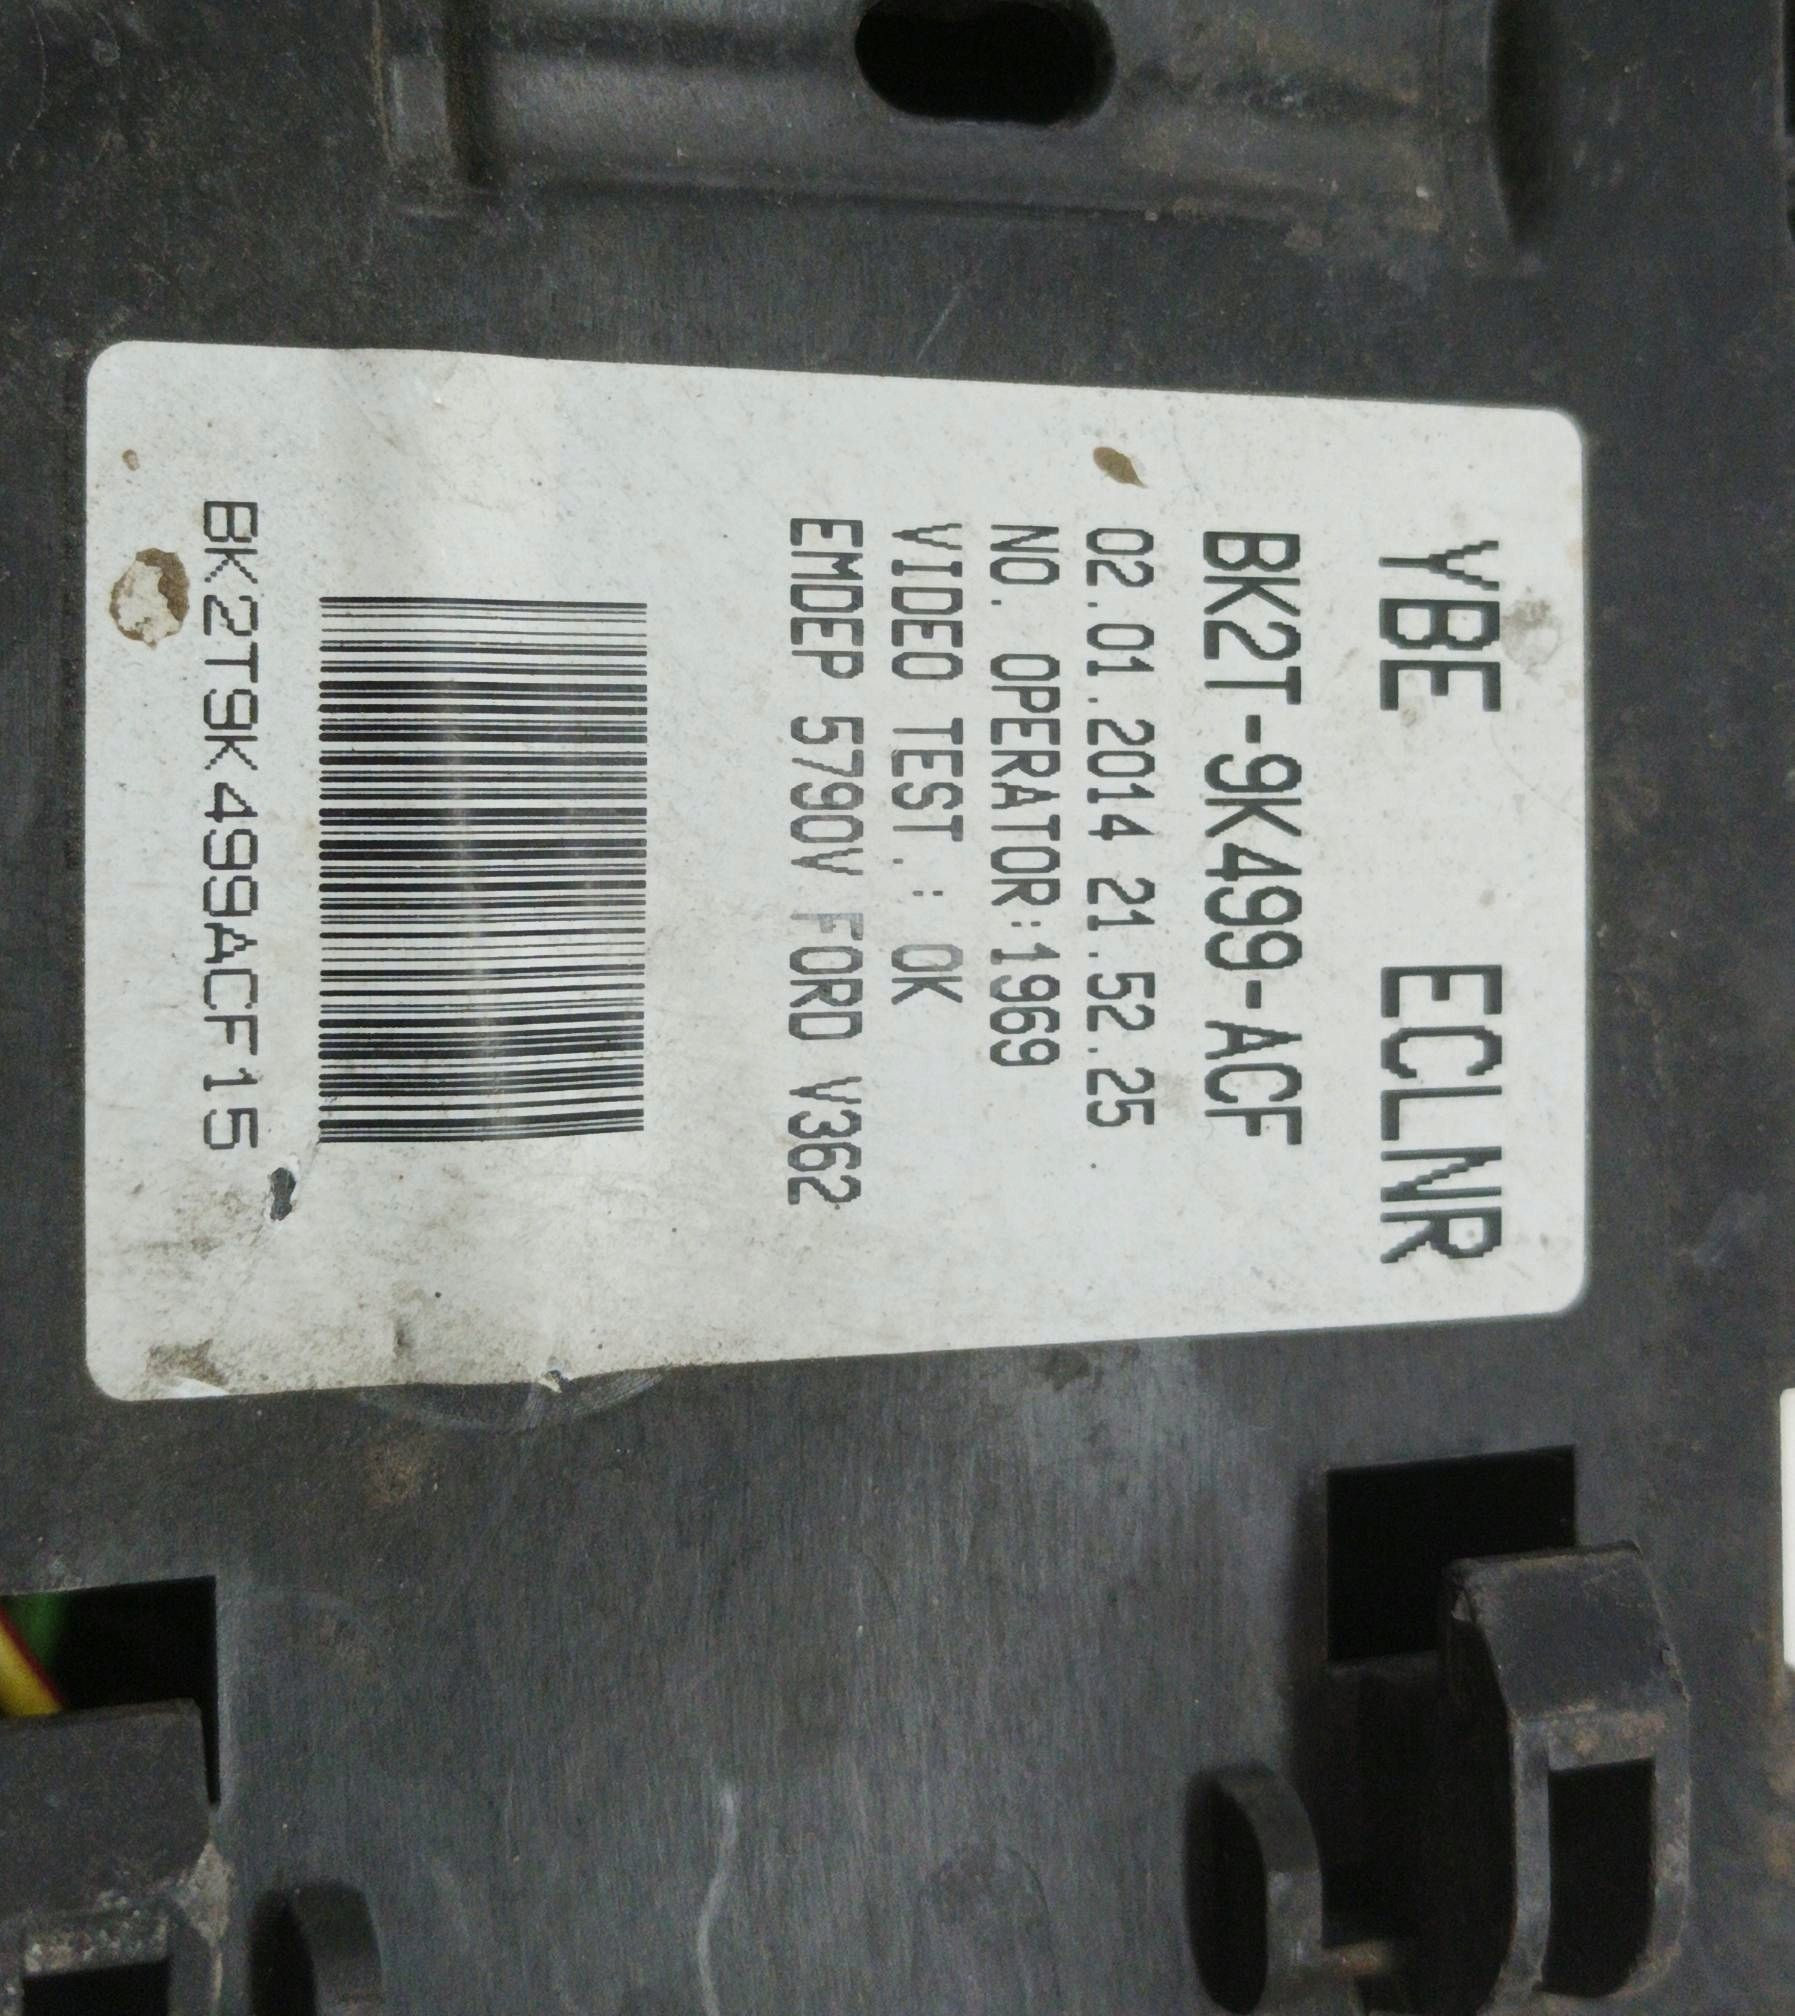 YBE ECLNR
BK2T-9K499-ACF
02.01.2014 21.52.25
NO. OPERATOR:1969
VIDEO TEST.: OK
EMDEP 5790V FORD V362
BK2T9K499ACF15